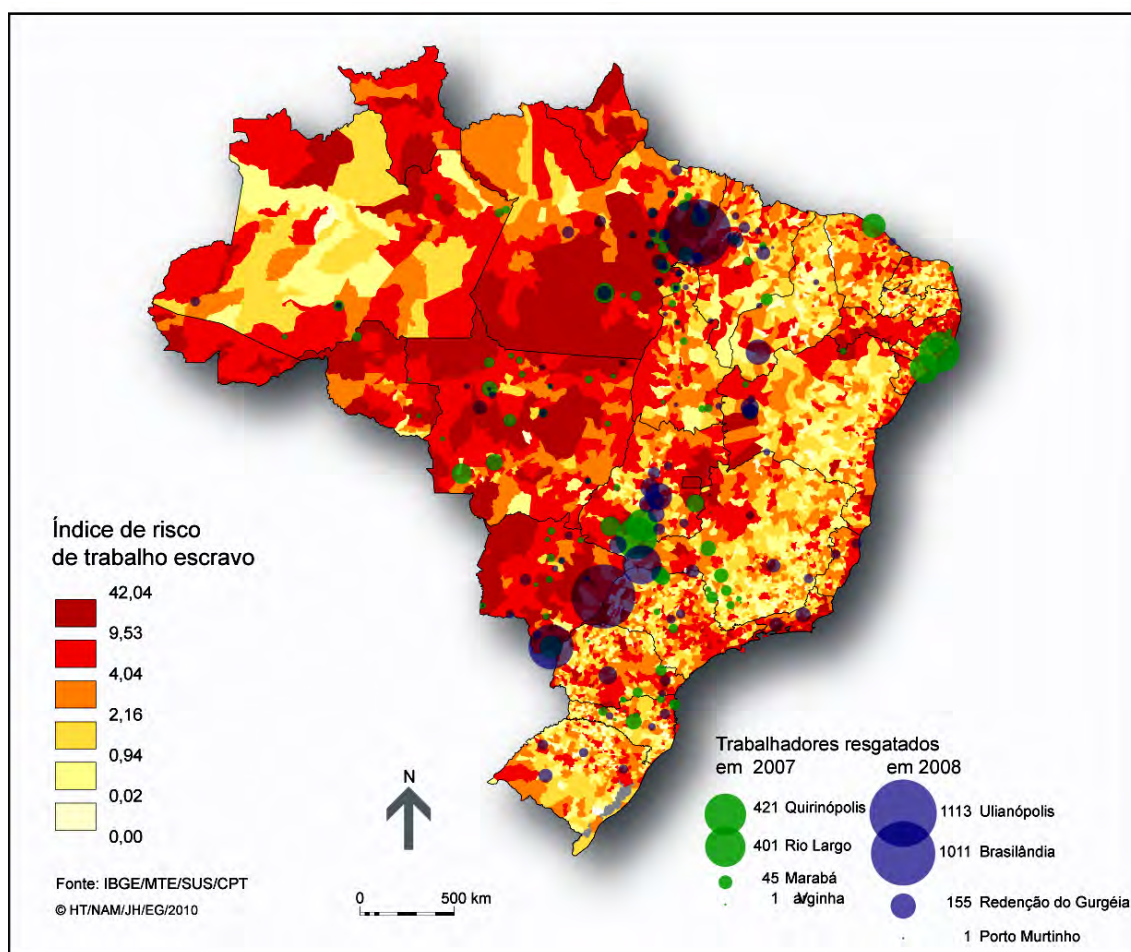 Índice de risco
de trabalho escravo
42,04
9,53
4,04
2,16
0,94
0,02
0,00
Fonte: IBGE/MTE/SUS/CPT
© HT/NAM/JH/EG/2010
N
0 500 km
Trabalhadores resgatados
em 2007 em 2008
421 Quirinópolis
401 Rio Largo
45 Marabá
1
1113 Ulianópolis
1011 Brasilândia
155 Redenção do Gurgéia
1 Porto Murtinho